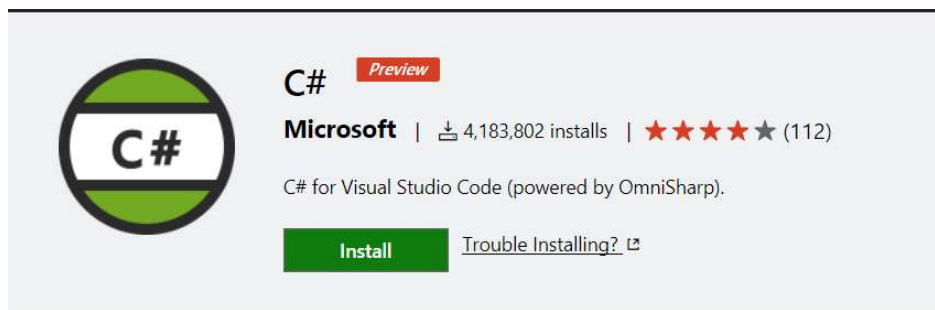 C#
C# Preview
Microsoft | 4,183,802 installs | ★★★★★ (112)
C# for Visual Studio Code (powered by OmniSharp).
Install Trouble Installing?